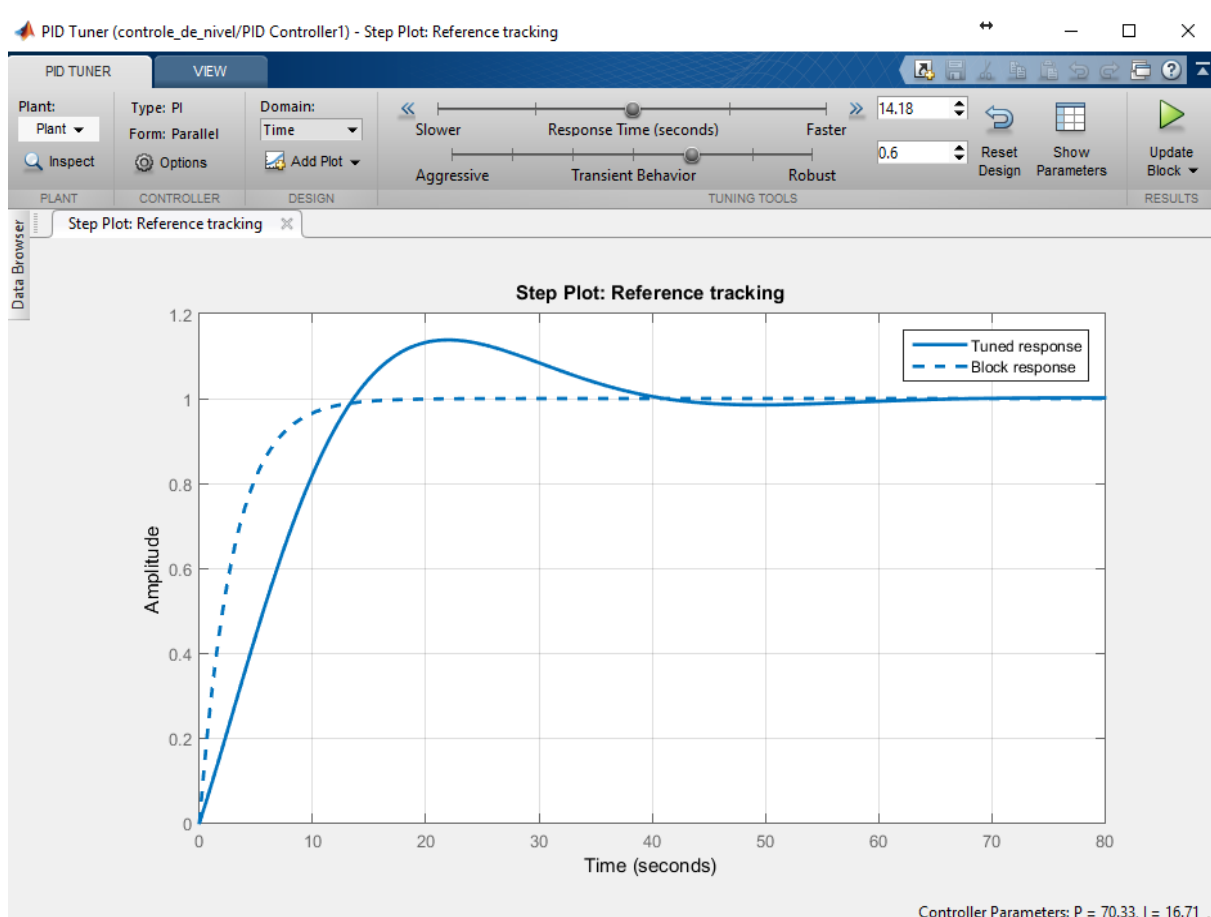 PID Tuner (controle_de_nivel/PID Controller1) - Step Plot: Reference tracking
PID TUNER
VIEW
Plant:
Plant
Inspect
PLANT
Type: PI
Form: Parallel
Options
CONTROLLER
Domain:
Time
Add Plot
DESIGN
Slower
Response Time (seconds)
Faster
14.18
Aggressive
Transient Behavior
Robust
0.6
Reset
Design
Show
Parameters
TUNING TOOLS
Update
Block
RESULTS
Data Browser
Step Plot: Reference tracking
Step Plot: Reference tracking
Tuned response
Block response
Amplitude
1.2
1
0.8
0.6
0.4
0.2
0
0 10 20 30 40 50 60 70 80
Time (seconds)
Controller Parameters: P = 70.33, I = 16.71